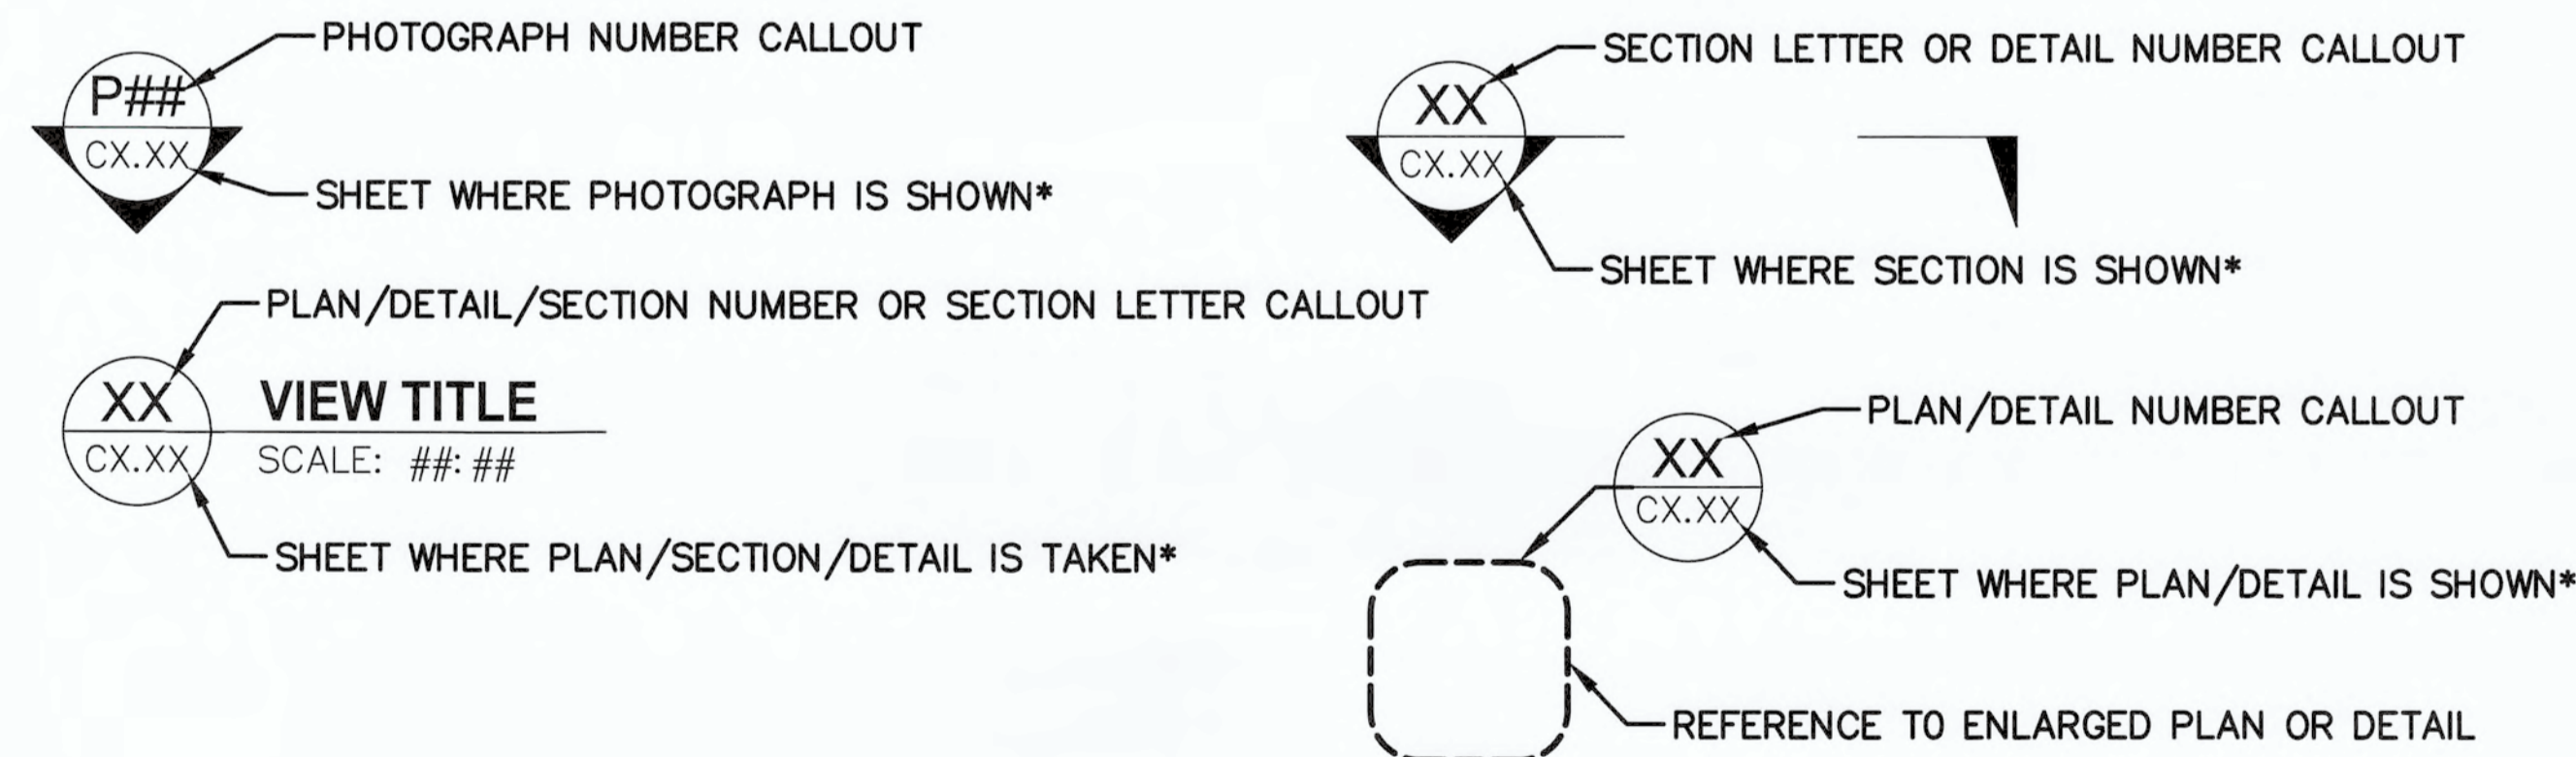 PHOTOGRAPH NUMBER CALLOUT
P##
CX.XX
SHEET WHERE PHOTOGRAPH IS SHOWN*
SECTION LETTER OR DETAIL NUMBER CALLOUT
XX
CX.XX
SHEET WHERE SECTION IS SHOWN*
PLAN/DETAIL/SECTION NUMBER OR SECTION LETTER CALLOUT
XX
VIEW TITLE
CX.XX
SCALE: ##:##
SHEET WHERE PLAN/SECTION/DETAIL IS TAKEN*
PLAN/DETAIL NUMBER CALLOUT
XX
CX.XX
SHEET WHERE PLAN/DETAIL IS SHOWN*
REFERENCE TO ENLARGED PLAN OR DETAIL